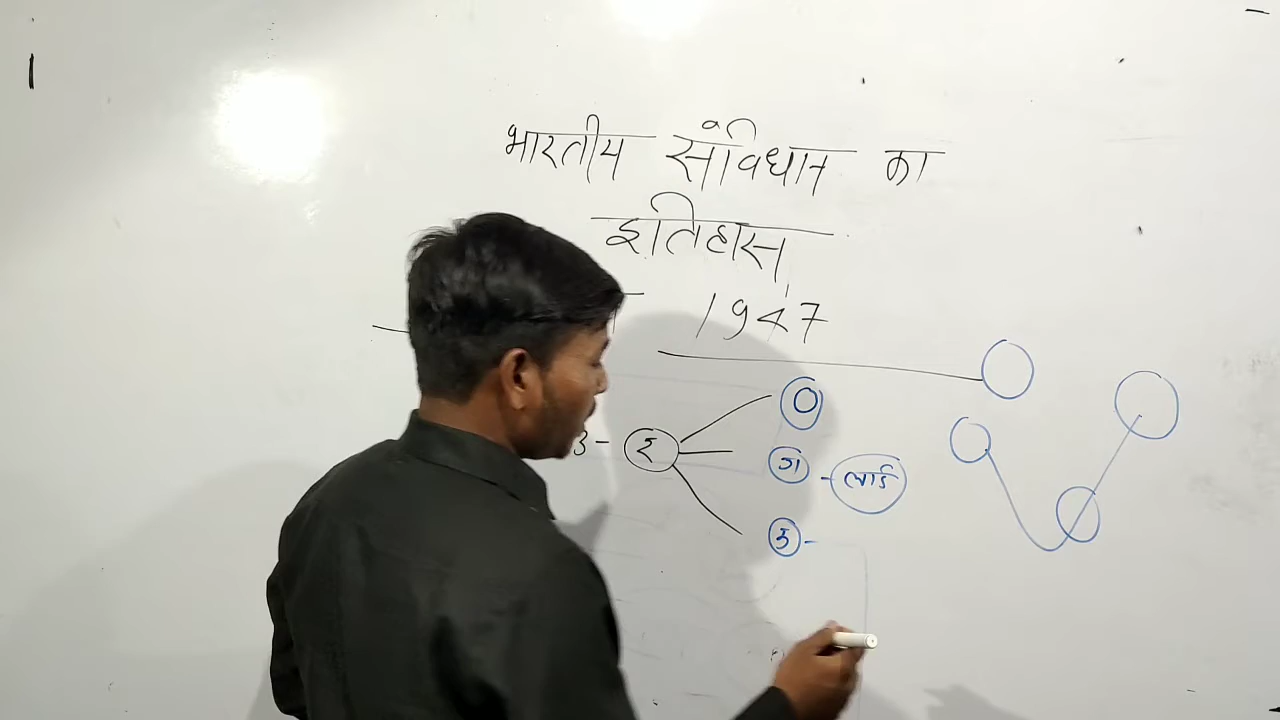 भारतीय संविधान का
इतिहास
1947
3 - र
ग - लार्ड